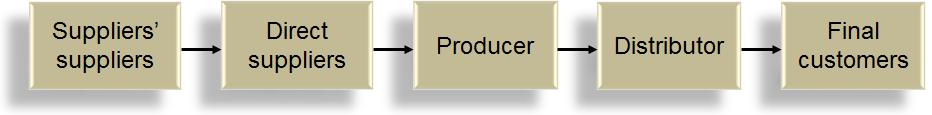 Suppliers’
suppliers
Direct
suppliers
Producer
Distributor
Final
customers